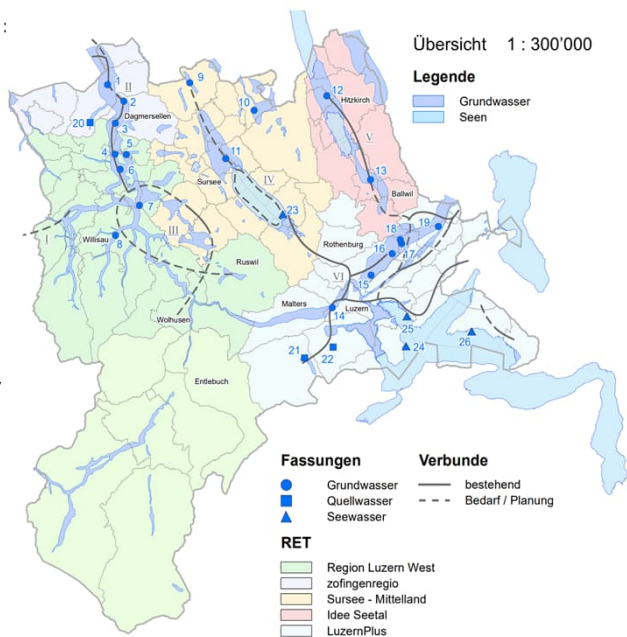 :
Übersicht 1 : 300'000
Legende
Grundwasser
Seen
9
12
1
II
2
10
Hitzkirch
20
Dagmersellen
3
V
4
5
11
6
13
IV
Sursee
Ballwil
7
23
19
I
III
18
Willisau
8
Rothenburg
16
17
Ruswil
VI
15
Malters
Luzern
14
Wolhusen
25
26
24
21
22
Entlebuch
Fassungen
Verbunde
Grundwasser
bestehend
Quellwasser
Bedarf / Planung
Seewasser
RET
Region Luzern West
zofingenregio
Sursee - Mittelland
Idee Seetal
LuzernPlus